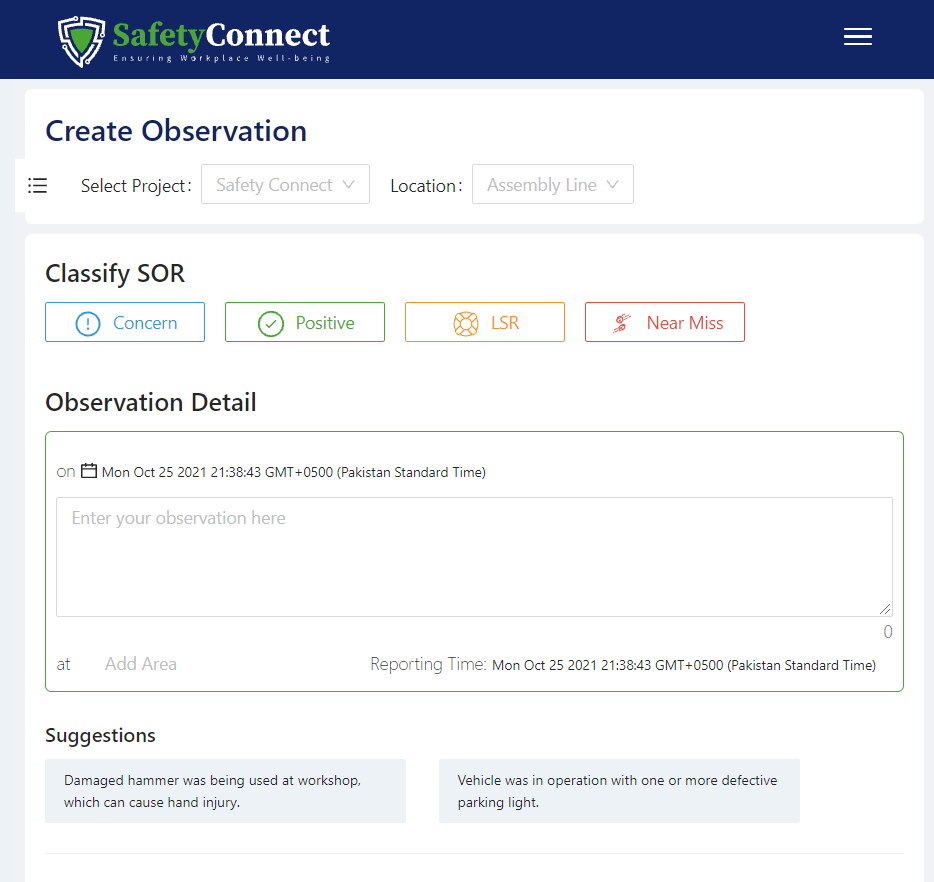 SafetyConnect
Ensuring Workplace Well-being
Create Observation
Select Project: Safety Connect Location: Assembly Line
Classify SOR
Concern Positive LSR Near Miss
Observation Detail
on Mon Oct 25 2021 21:38:43 GMT+0500 (Pakistan Standard Time)
Enter your observation here
0
at Add Area Reporting Time: Mon Oct 25 2021 21:38:43 GMT+0500 (Pakistan Standard Time)
Suggestions
Damaged hammer was being used at workshop,
which can cause hand injury.
Vehicle was in operation with one or more defective
parking light.